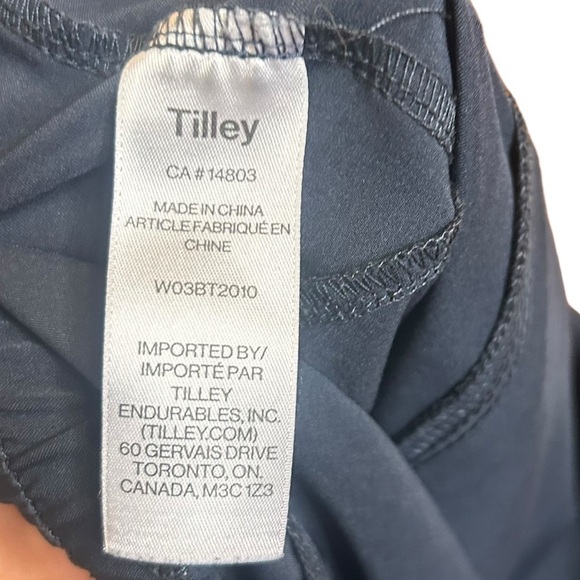 Tilley
CA # 14803
MADE IN CHINA
ARTICLE FABRIQUÉ EN
CHINE
W03BT2010
IMPORTED BY/
IMPORTÉ PAR
TILLEY
ENDURABLES, INC.
(TILLEY.COM)
60 GERVAIS DRIVE
TORONTO, ON.
CANADA, M3C 1Z3